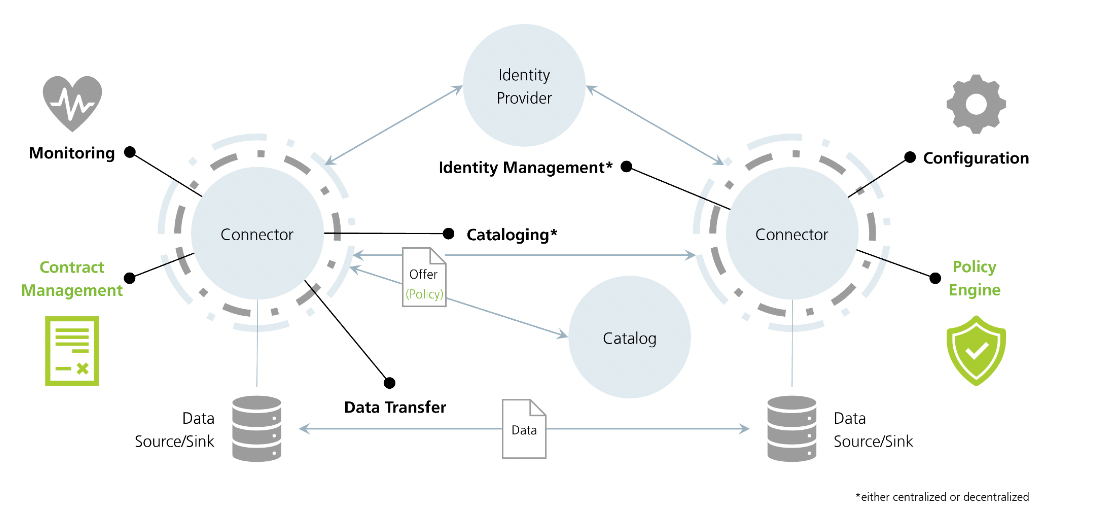 Identity
Provider
Monitoring
Identity Management*
Configuration
Connector
Cataloging*
Connector
Contract
Management
Offer
(Policy)
Policy
Engine
Catalog
Data Transfer
Data
Source/Sink
Data
Data
Source/Sink
*either centralized or decentralized